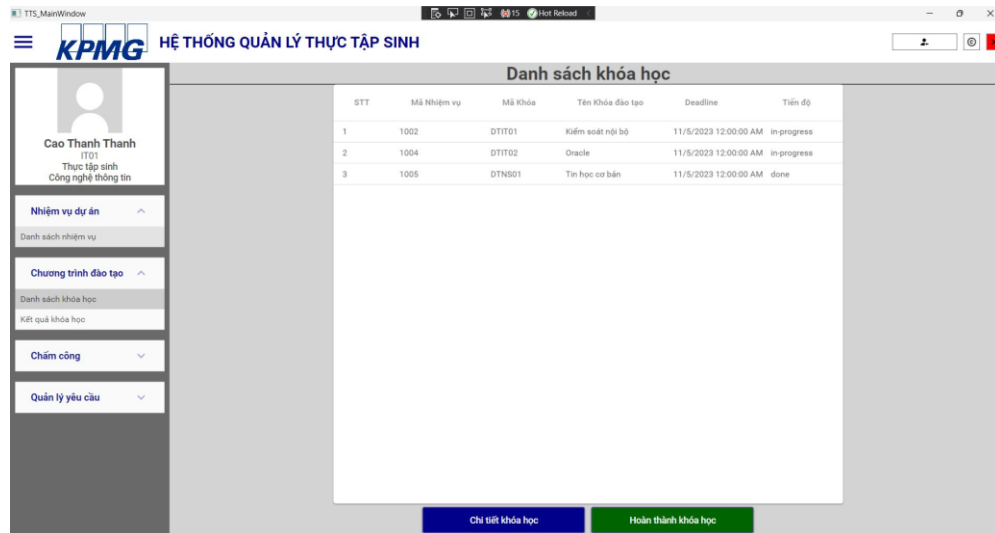 TTS_MainWindow
15 Hot Reload
KPMG
HỆ THỐNG QUẢN LÝ THỰC TẬP SINH
Cao Thanh Thanh
IT01
Thực tập sinh
Công nghệ thông tin
Nhiệm vụ dự án
Danh sách nhiệm vụ
Chương trình đào tạo
Danh sách khóa học
Kết quả khóa học
Chấm công
Quản lý yêu cầu
Danh sách khóa học
STT Mã Nhiệm vụ Mã Khóa Tên Khóa đào tạo Deadline Tiến độ
1 1002 DTIT01 Kiểm soát nội bộ 11/5/2023 12:00:00 AM in-progress
2 1004 DTIT02 Oracle 11/5/2023 12:00:00 AM in-progress
3 1005 DTNS01 Tin học cơ bản 11/5/2023 12:00:00 AM done
Chi tiết khóa học
Hoàn thành khóa học